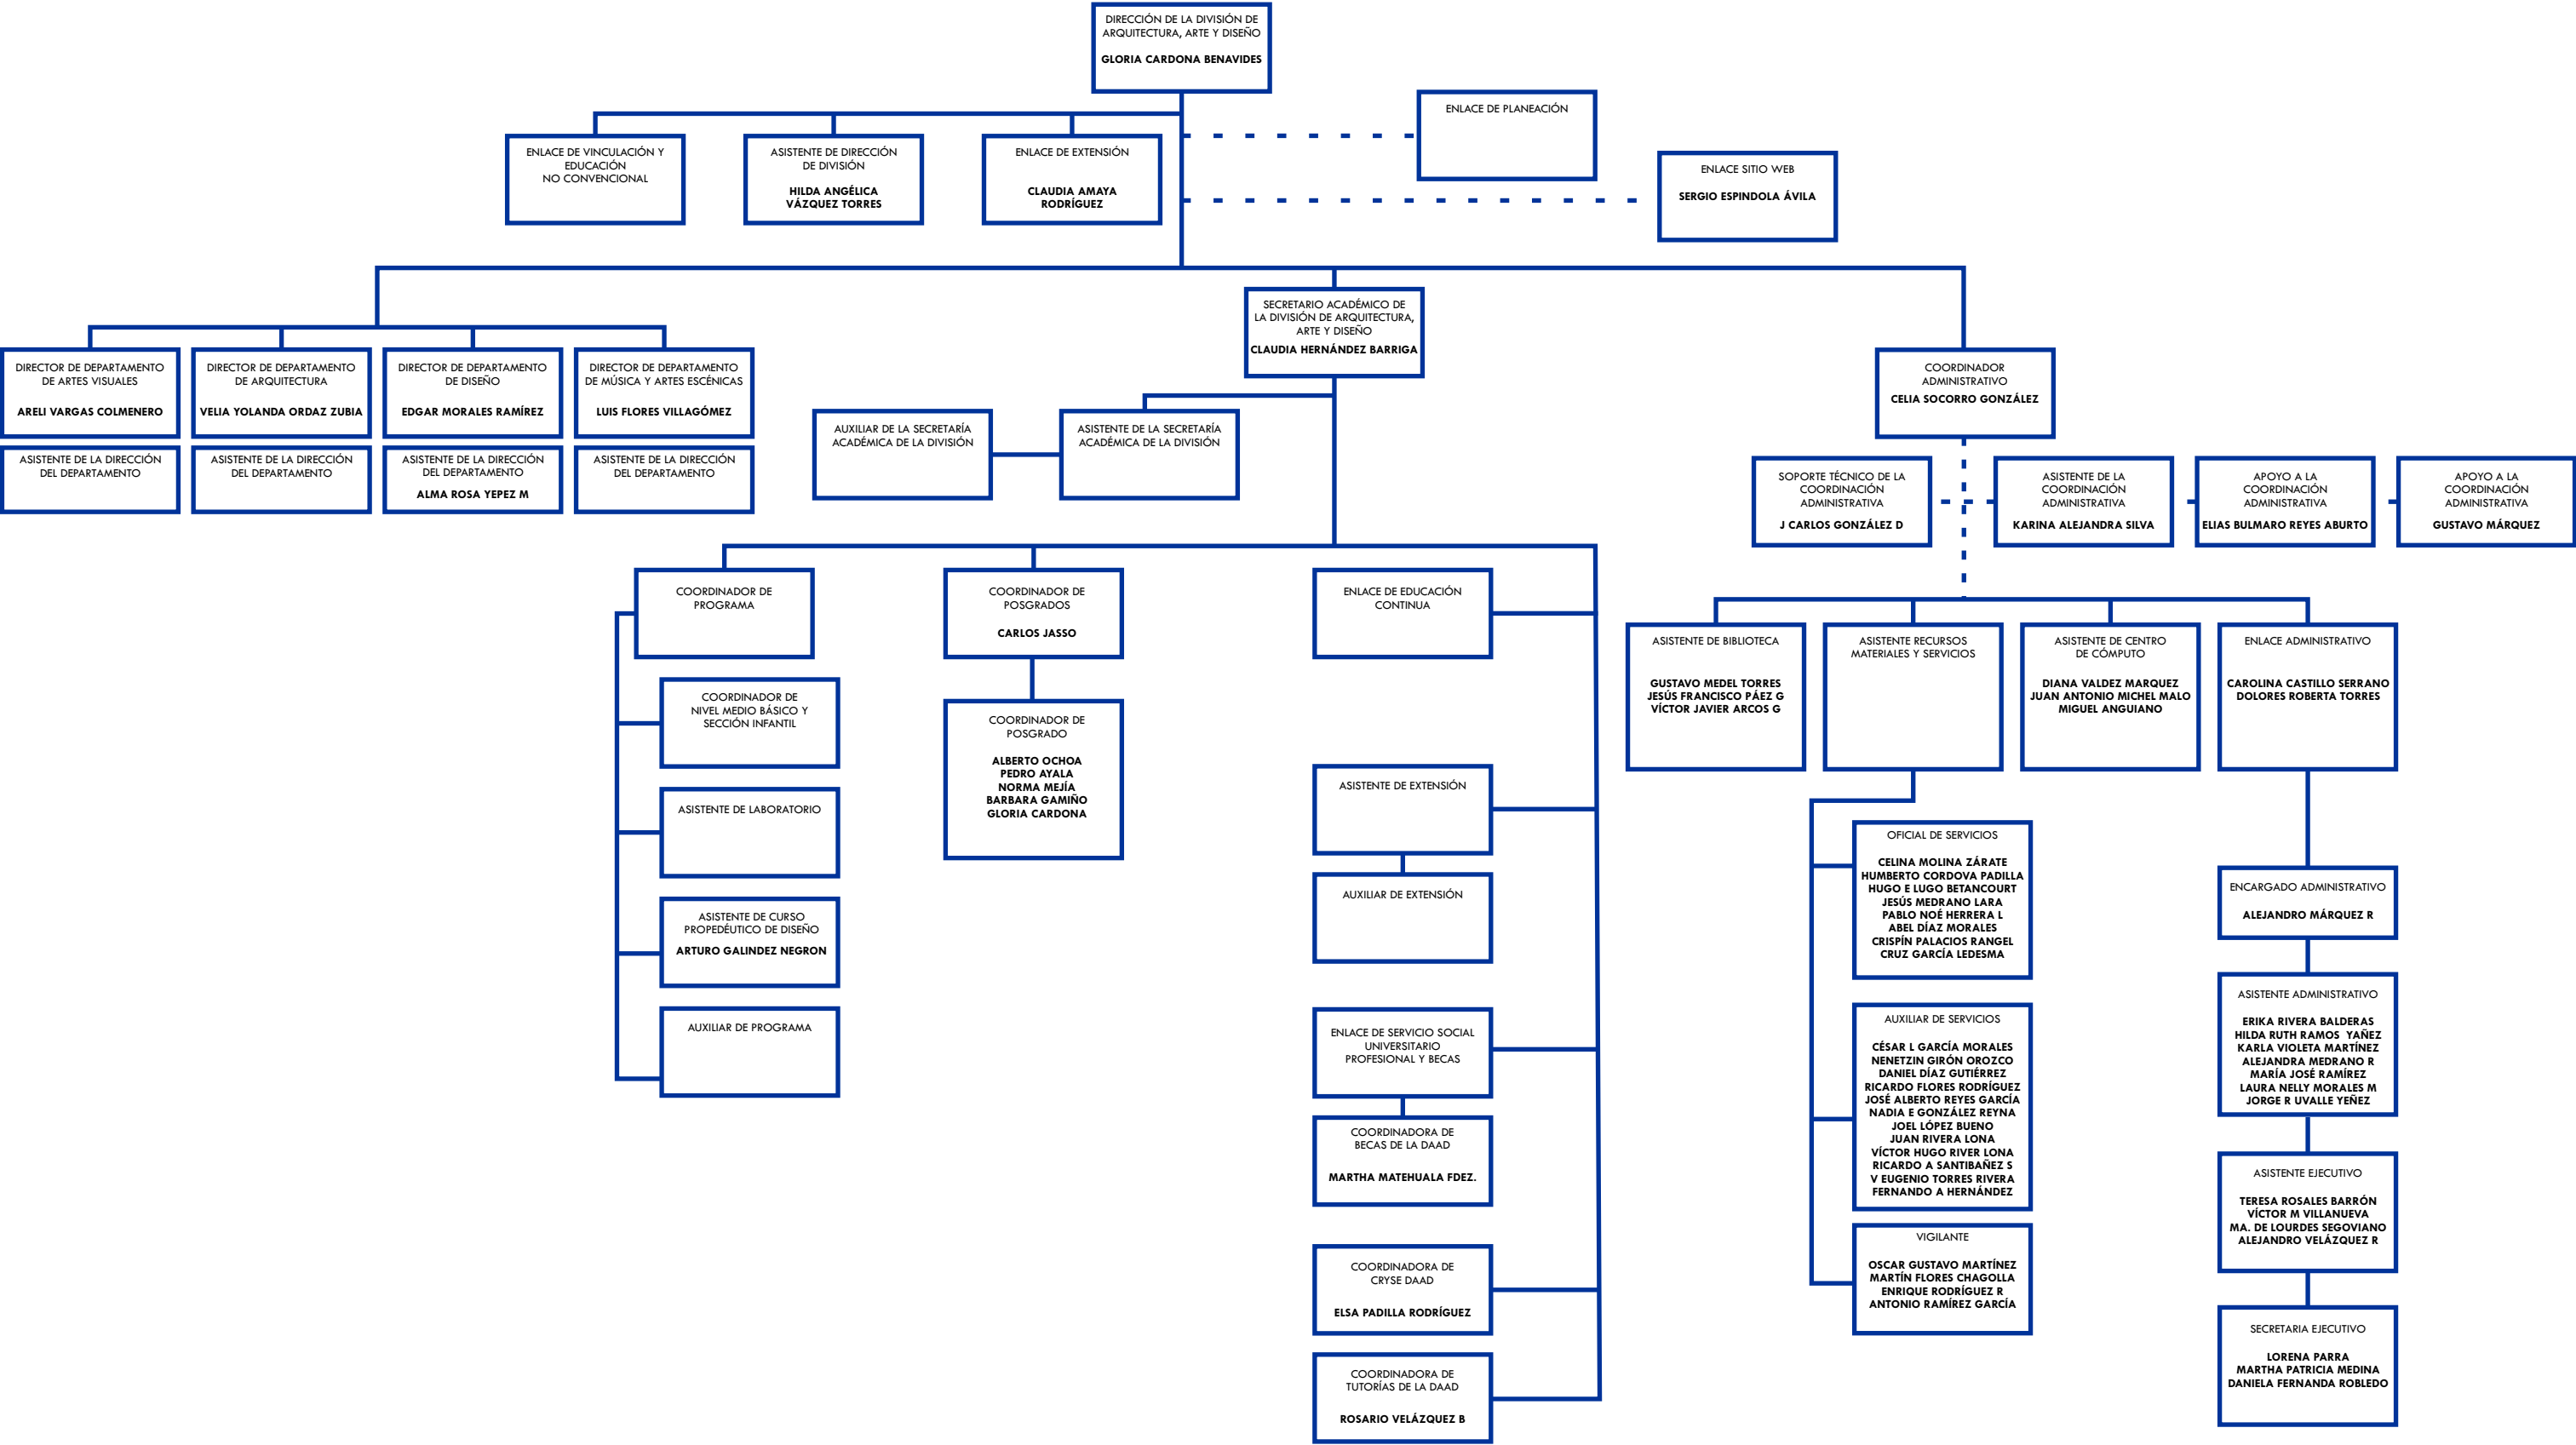 DIRECCIÓN DE LA DIVISIÓN DE
ARQUITECTURA, ARTE Y DISEÑO
GLORIA CARDONA BENAVIDES
ENLACE DE PLANEACIÓN
ENLACE DE VINCULACIÓN Y
EDUCACIÓN
NO CONVENCIONAL
ASISTENTE DE DIRECCIÓN
DE DIVISIÓN
HILDA ANGÉLICA
VÁZQUEZ TORRES
ENLACE DE EXTENSIÓN
CLAUDIA AMAYA
RODRÍGUEZ
ENLACE SITIO WEB
SERGIO ESPINDOLA ÁVILA
SECRETARIO ACADÉMICO DE
LA DIVISIÓN DE ARQUITECTURA,
ARTE Y DISEÑO
CLAUDIA HERNÁNDEZ BARRIGA
DIRECTOR DE DEPARTAMENTO
DE ARTES VISUALES
ARELI VARGAS COLMENERO
DIRECTOR DE DEPARTAMENTO
DE ARQUITECTURA
VELIA YOLANDA ORDAZ ZUBIA
DIRECTOR DE DEPARTAMENTO
DE DISEÑO
EDGAR MORALES RAMÍREZ
DIRECTOR DE DEPARTAMENTO
DE MÚSICA Y ARTES ESCÉNICAS
LUIS FLORES VILLAGÓMEZ
COORDINADOR
ADMINISTRATIVO
CELIA SOCORRO GONZÁLEZ
ASISTENTE DE LA DIRECCIÓN
DEL DEPARTAMENTO
ASISTENTE DE LA DIRECCIÓN
DEL DEPARTAMENTO
ASISTENTE DE LA DIRECCIÓN
DEL DEPARTAMENTO
ALMA ROSA YEPEZ M
ASISTENTE DE LA DIRECCIÓN
DEL DEPARTAMENTO
AUXILIAR DE LA SECRETARÍA
ACADÉMICA DE LA DIVISIÓN
ASISTENTE DE LA SECRETARÍA
ACADÉMICA DE LA DIVISIÓN
SOPORTE TÉCNICO DE LA
COORDINACIÓN
ADMINISTRATIVA
J CARLOS GONZÁLEZ D
ASISTENTE DE LA
COORDINACIÓN
ADMINISTRATIVA
KARINA ALEJANDRA SILVA
APOYO A LA
COORDINACIÓN
ADMINISTRATIVA
ELIAS BULMARO REYES ABURTO
APOYO A LA
COORDINACIÓN
ADMINISTRATIVA
GUSTAVO MÁRQUEZ
COORDINADOR DE
PROGRAMA
COORDINADOR DE
POSGRADOS
CARLOS JASSO
ENLACE DE EDUCACIÓN
CONTINUA
ASISTENTE DE BIBLIOTECA
GUSTAVO MEDEL TORRES
JESÚS FRANCISCO PÁEZ G
VÍCTOR JAVIER ARCOS G
ASISTENTE RECURSOS
MATERIALES Y SERVICIOS
ASISTENTE DE CENTRO
DE CÓMPUTO
DIANA VALDEZ MARQUEZ
JUAN ANTONIO MICHEL MALO
MIGUEL ANGUIANO
ENLACE ADMINISTRATIVO
CAROLINA CASTILLO SERRANO
DOLORES ROBERTA TORRES
COORDINADOR DE
NIVEL MEDIO BÁSICO Y
SECCIÓN INFANTIL
COORDINADOR DE
POSGRADO
ALBERTO OCHOA
PEDRO AYALA
NORMA MEJÍA
BARBARA GAMIÑO
GLORIA CARDONA
ASISTENTE DE LABORATORIO
ASISTENTE DE EXTENSIÓN
AUXILIAR DE EXTENSIÓN
OFICIAL DE SERVICIOS
CELINA MOLINA ZÁRATE
HUMBERTO CORDOVA PADILLA
HUGO E LUGO BETANCOURT
JESÚS MEDRANO LARA
PABLO NOÉ HERRERA L
ABEL DÍAZ MORALES
CRISPÍN PALACIOS RANGEL
CRUZ GARCÍA LEDESMA
ENCARGADO ADMINISTRATIVO
ALEJANDRO MÁRQUEZ R
ASISTENTE DE CURSO
PROPEDÉUTICO DE DISEÑO
ARTURO GALINDEZ NEGRON
AUXILIAR DE PROGRAMA
ENLACE DE SERVICIO SOCIAL
UNIVERSITARIO
PROFESIONAL Y BECAS
AUXILIAR DE SERVICIOS
CÉSAR L GARCÍA MORALES
NENETZIN GIRÓN OROZCO
DANIEL DÍAZ GUTIÉRREZ
RICARDO FLORES RODRÍGUEZ
JOSÉ ALBERTO REYES GARCÍA
NADIA E GONZÁLEZ REYNA
JOEL LÓPEZ BUENO
JUAN RIVERA LONA
VÍCTOR HUGO RIVER LONA
RICARDO A SANTIBAÑEZ S
V EUGENIO TORRES RIVERA
FERNANDO A HERNÁNDEZ
ASISTENTE ADMINISTRATIVO
ERIKA RIVERA BALDERAS
HILDA RUTH RAMOS  YAÑEZ
KARLA VIOLETA MARTÍNEZ
ALEJANDRA MEDRANO R
MARÍA JOSÉ RAMÍREZ
LAURA NELLY MORALES M
JORGE R UVALLE YEÑEZ
COORDINADORA DE
BECAS DE LA DAAD
MARTHA MATEHUALA FDEZ.
ASISTENTE EJECUTIVO
TERESA ROSALES BARRÓN
VÍCTOR M VILLANUEVA
MA. DE LOURDES SEGOVIANO
ALEJANDRO VELÁZQUEZ R
VIGILANTE
OSCAR GUSTAVO MARTÍNEZ
MARTÍN FLORES CHAGOLLA
ENRIQUE RODRÍGUEZ R
ANTONIO RAMÍREZ GARCÍA
COORDINADORA DE
CRYSE DAAD
ELSA PADILLA RODRÍGUEZ
SECRETARIA EJECUTIVO
LORENA PARRA
MARTHA PATRICIA MEDINA
DANIELA FERNANDA ROBLEDO
COORDINADORA DE
TUTORÍAS DE LA DAAD
ROSARIO VELÁZQUEZ B